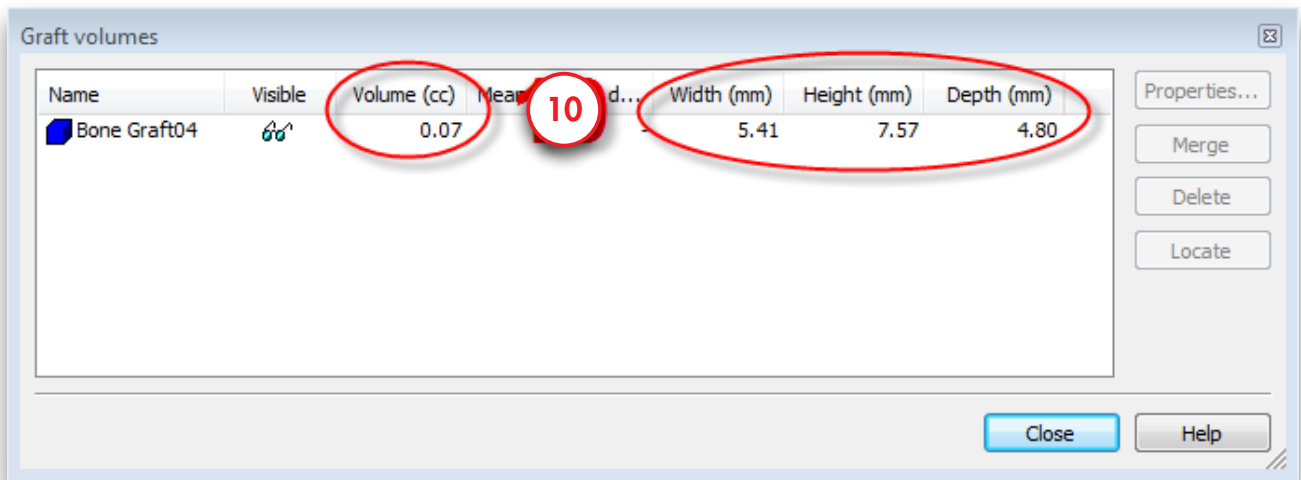 Graft volumes
Name Visible Volume (cc) Mean d... Width (mm) Height (mm) Depth (mm) Properties...
10
Bone Graft04 0.07 - 5.41 7.57 4.80
Merge
Delete
Locate
Close Help